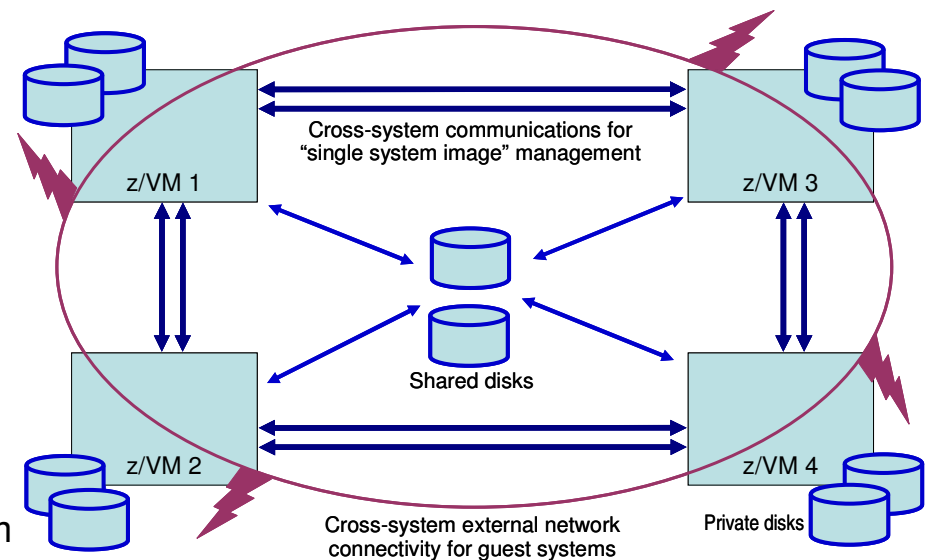 Cross-system communications for
“single system image” management
z/VM 1
z/VM 3
Shared disks
z/VM 2
z/VM 4
Cross-system external network
connectivity for guest systems
Private disks